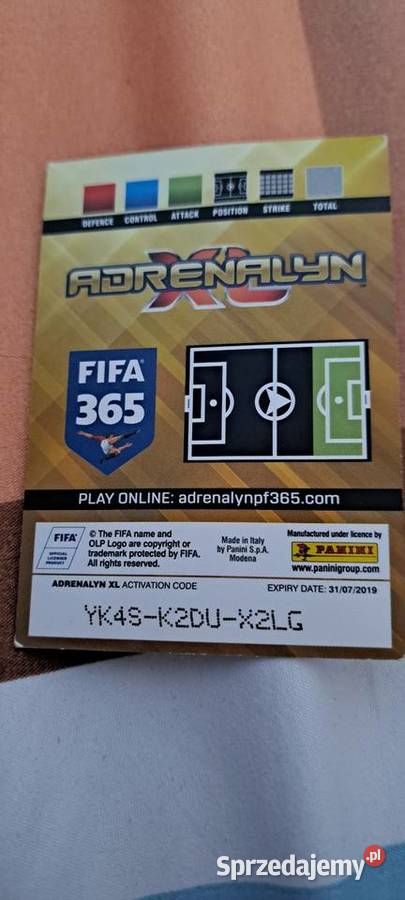 DEFENCE CONTROL ATTACK POSITION STRIKE TOTAL
ADRENALYN
XL
FIFA
365
PLAY ONLINE: adrenalynpf365.com
FIFA
OFFICIAL
LICENSED
PRODUCT
© The FIFA name and
OLP Logo are copyright or
trademark protected by FIFA.
All rights reserved.
Made in Italy
by Panini S.p.A.
Modena
Manufactured under licence by
PANINI
www.paninigroup.com
ADRENALYN XL ACTIVATION CODE
EXPIRY DATE: 31/07/2019
YK4S-K2DU-X2LG
Sprzedajemy.pl